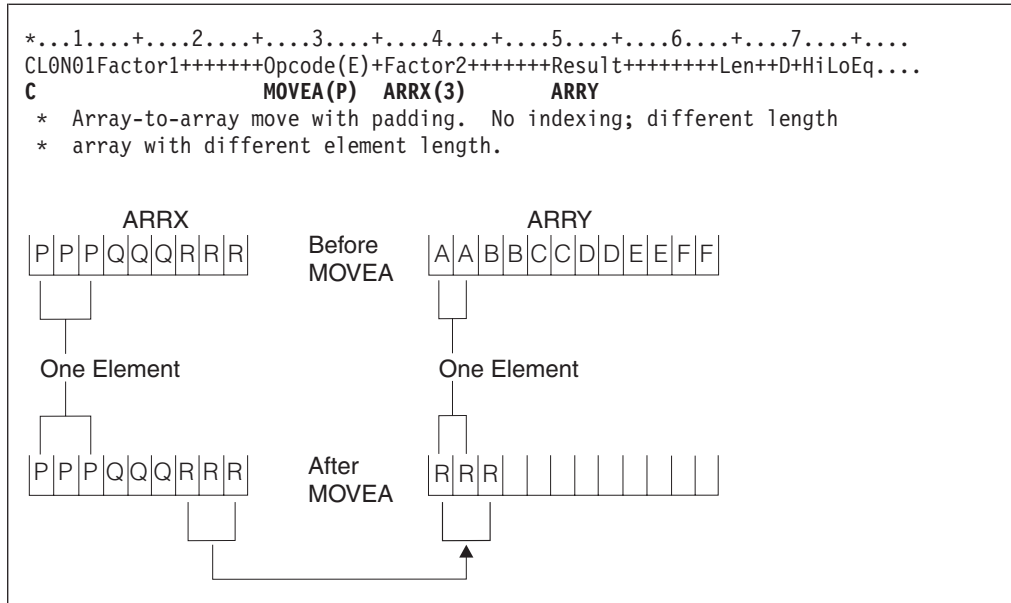 *...1....+....2....+....3....+....4....+....5....+....6....+....7....+....
CL0N01Factor1+++++++Opcode(E)+Factor2+++++++Result++++++++Len++D+HiLoEq....
C                   MOVEA(P)  ARRX(3)       ARRY
 *  Array-to-array move with padding.  No indexing; different length
 *  array with different element length.
ARRX ARRY
P P P Q Q Q R R R Before MOVEA A A B B C C D D E E F F
One Element One Element
P P P Q Q Q R R R After MOVEA R R R